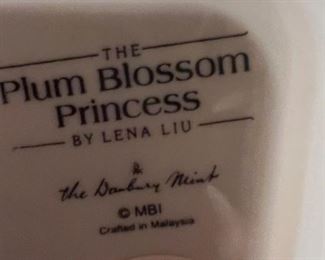 THE
Plum Blossom
Princess
BY LENA LIU
the Danbury Mint
© MBI
Crafted in Malaysia